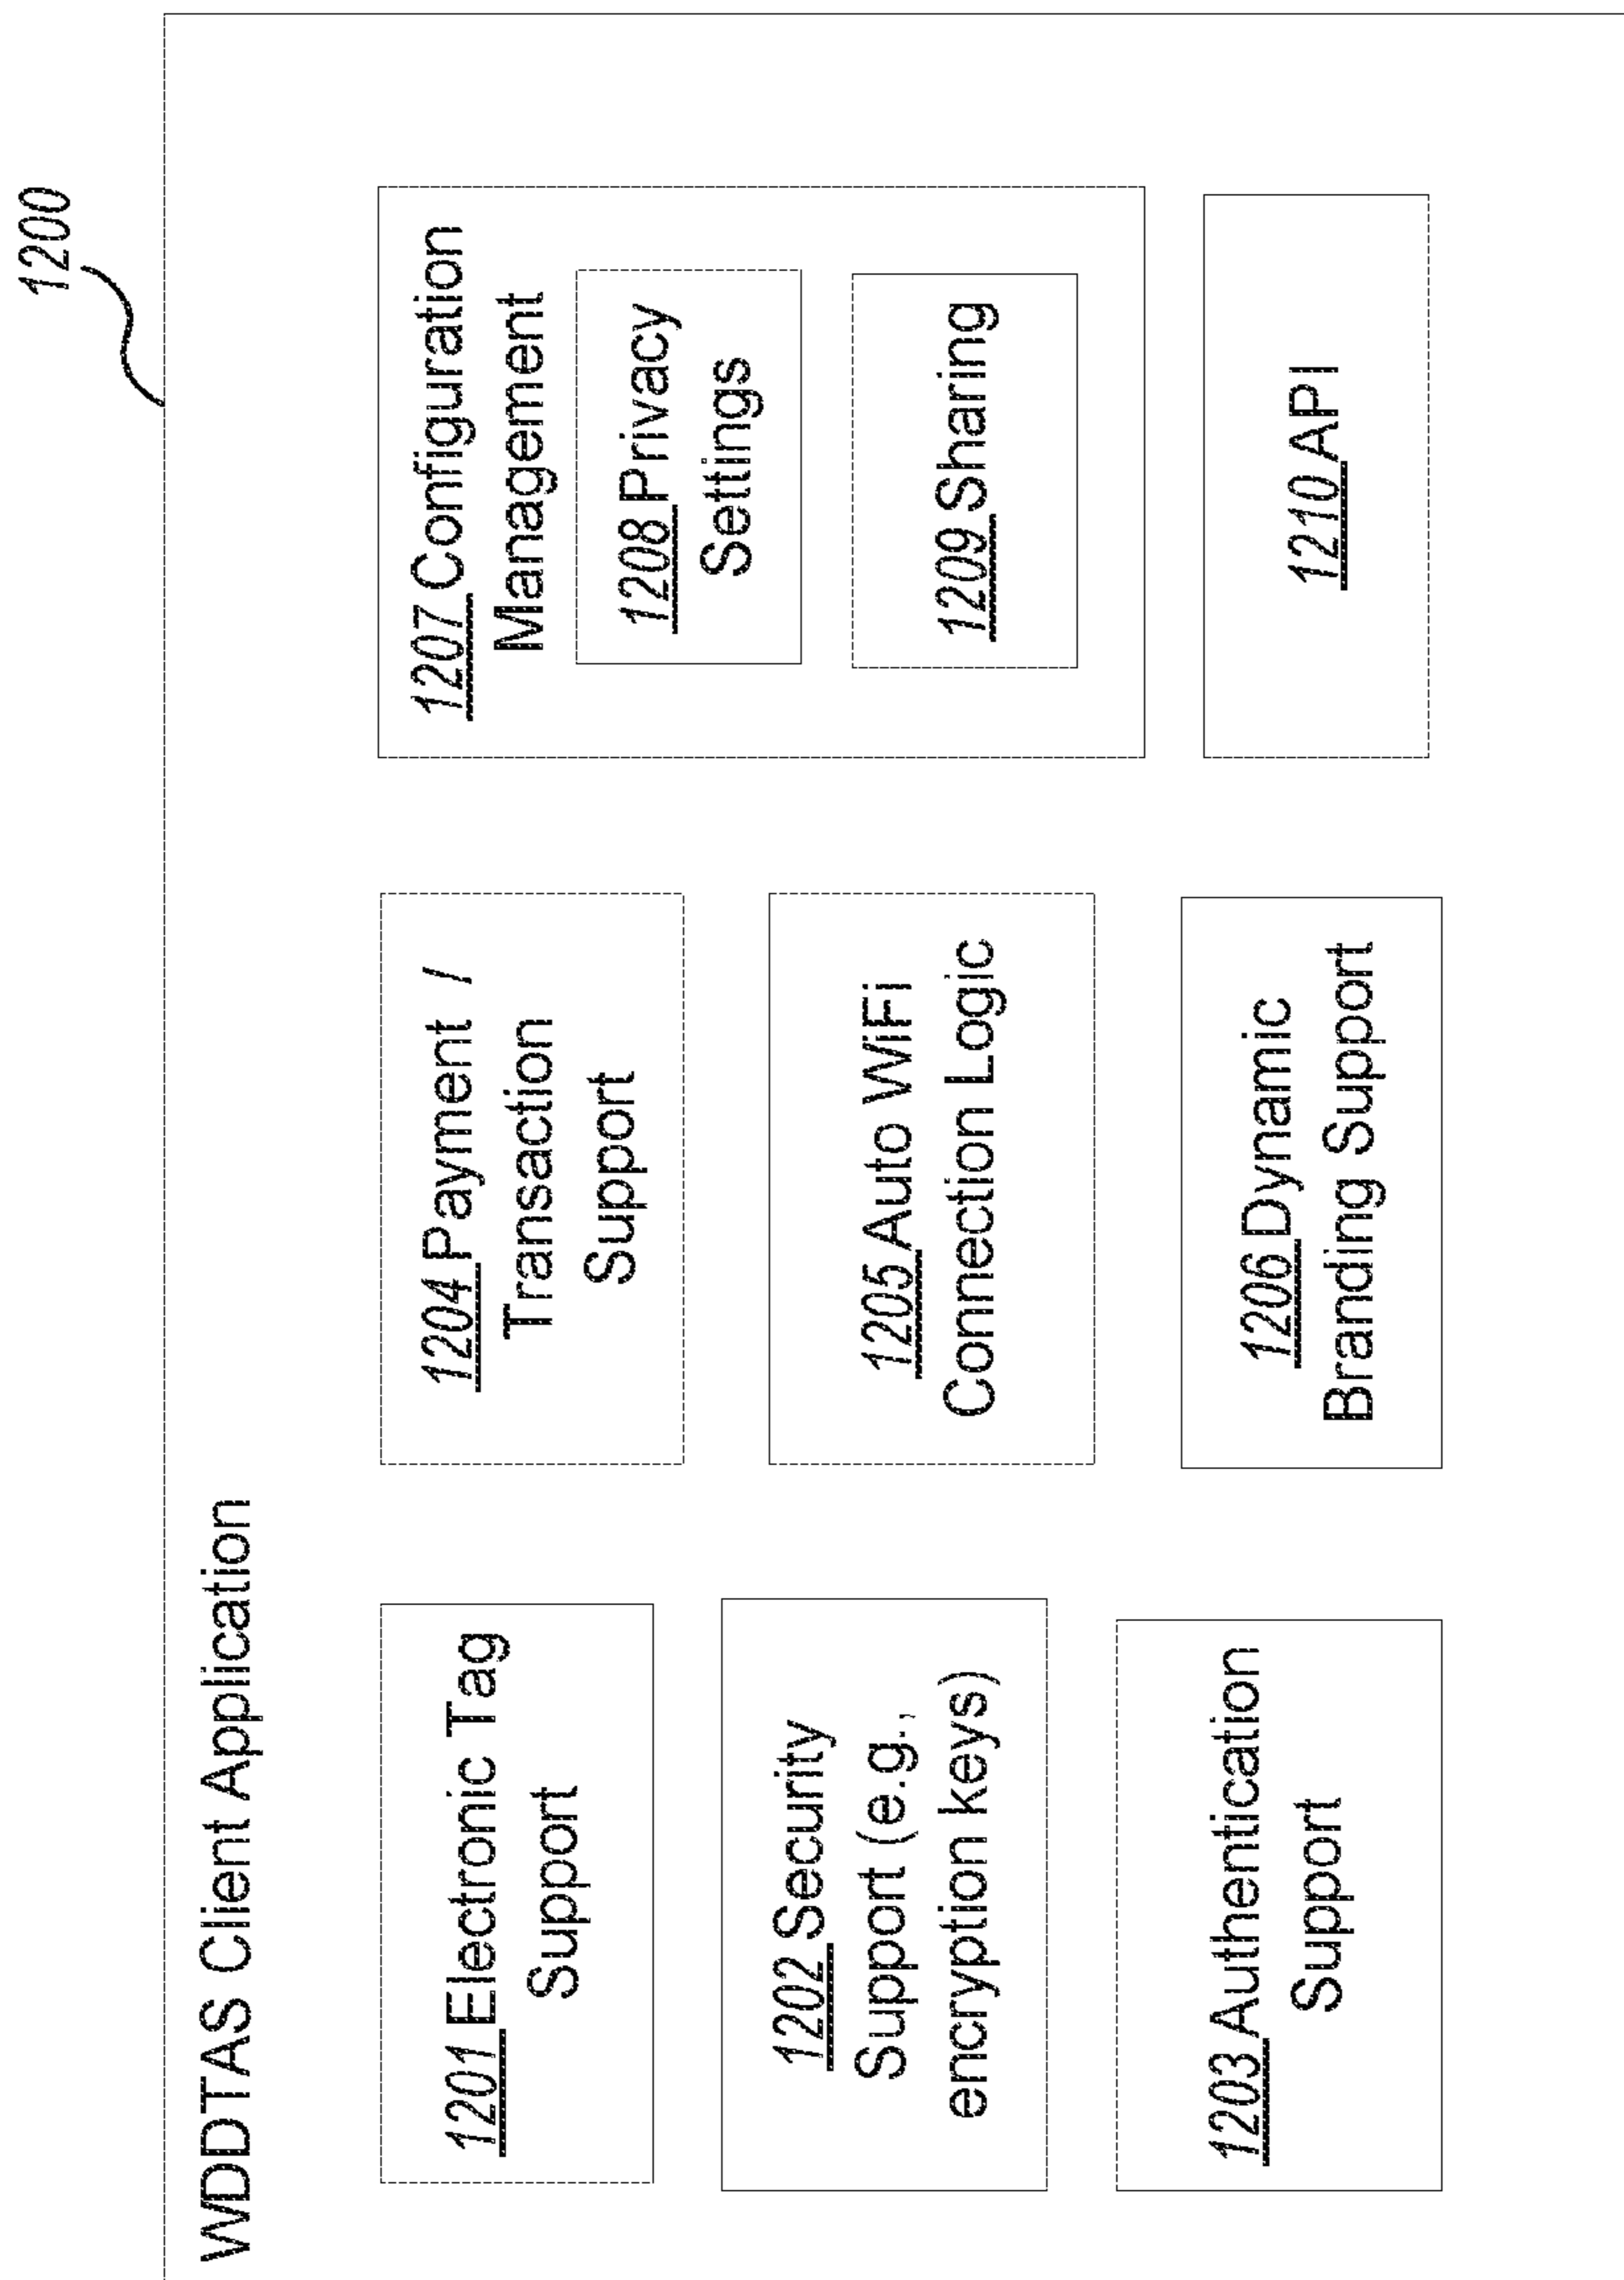 1200
WDDTAS Client Application
1201 Electronic Tag
Support
1202 Security
Support (e.g.,
encryption keys)
1203 Authentication
Support
1204 Payment /
Transaction
Support
1205 Auto WiFi
Connection Logic
1206 Dynamic
Branding Support
1207 Configuration
Management
1208 Privacy
Settings
1209 Sharing
1210 API